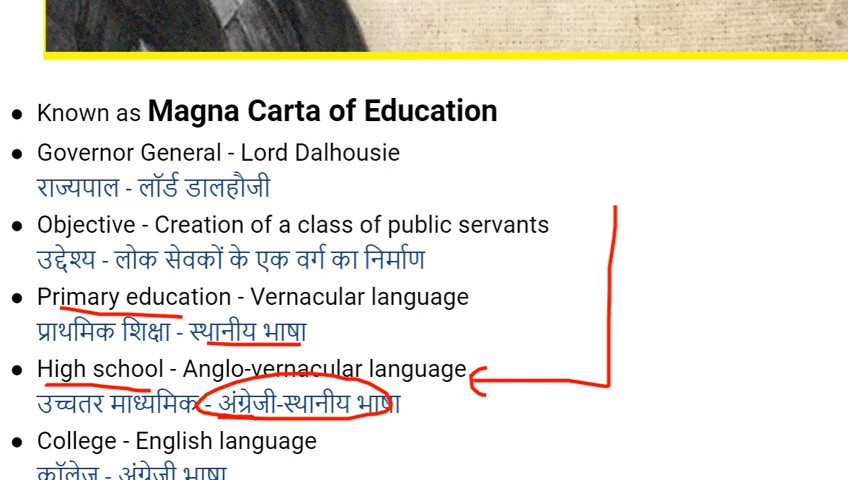 ● Known as Magna Carta of Education
● Governor General - Lord Dalhousie
राज्यपाल - लॉर्ड डालहौजी
● Objective - Creation of a class of public servants
उद्देश्य - लोक सेवकों के एक वर्ग का निर्माण
● Primary education - Vernacular language
प्राथमिक शिक्षा - स्थानीय भाषा
● High school - Anglo-vernacular language
उच्चतर माध्यमिक - अंग्रेजी-स्थानीय भाषा
● College - English language
कॉलेज - अंग्रेजी भाषा